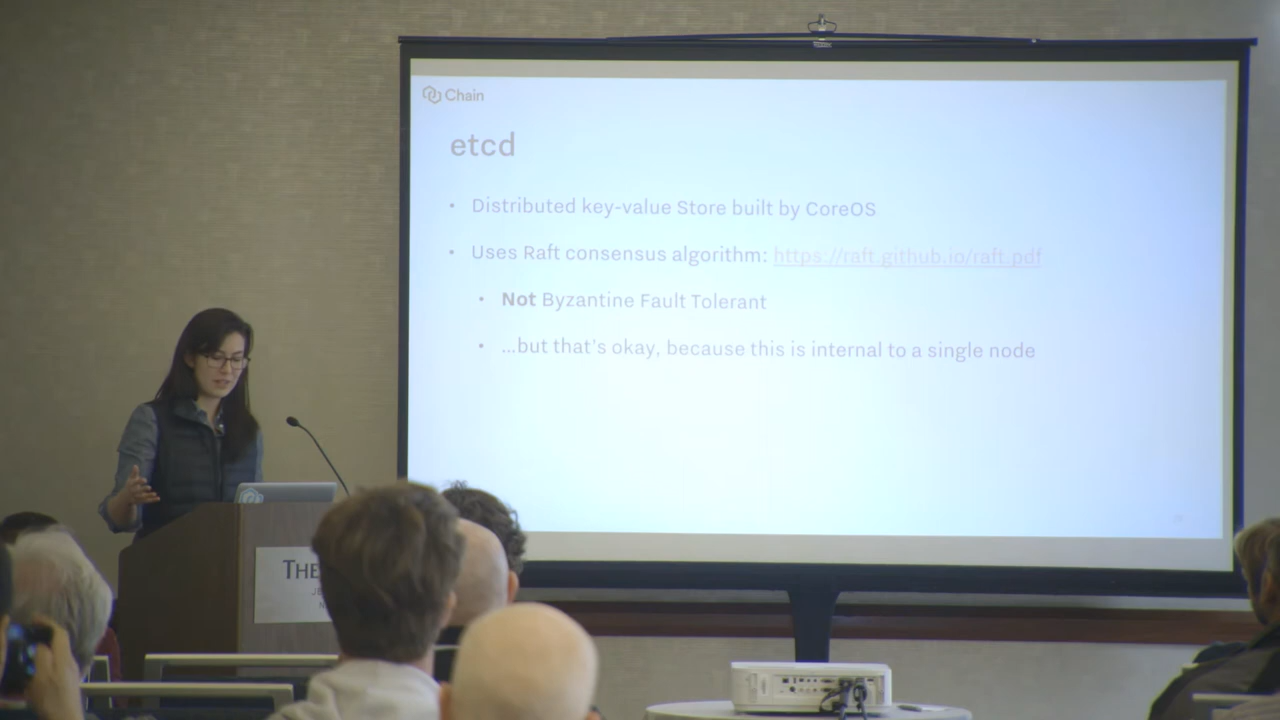 Chain
etcd
• Distributed key-value Store built by CoreOS
• Uses Raft consensus algorithm: https://raft.github.io/raft.pdf
• Not Byzantine Fault Tolerant
• ...but that's okay, because this is internal to a single node
THE